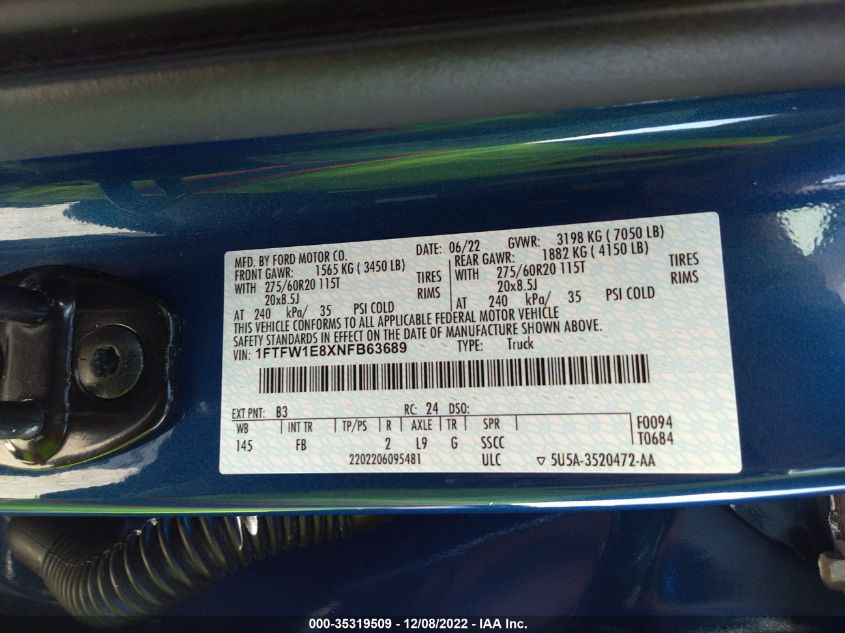 MFD. BY FORD MOTOR CO. DATE: 06/22 GVWR: 3198 KG ( 7050 LB)
FRONT GAWR: 1565 KG ( 3450 LB) REAR GAWR: 1882 KG ( 4150 LB)
WITH 275/60R20 115T TIRES WITH 275/60R20 115T TIRES
20x8.5J RIMS 20x8.5J RIMS
AT 240 kPa/ 35 PSI COLD AT 240 kPa/ 35 PSI COLD
THIS VEHICLE CONFORMS TO ALL APPLICABLE FEDERAL MOTOR VEHICLE
SAFETY STANDARDS IN EFFECT ON THE DATE OF MANUFACTURE SHOWN ABOVE.
VIN: 1FTFW1E8XNFB63689 TYPE: Truck
EXT PNT: B3 RC: 24 DSO:
WB INT TR TP/PS R AXLE TR SPR F0094
145 FB 2 L9 G SSCC T0684
2202206095481 ULC ▽ 5U5A-3520472-AA
000-35319509 - 12/08/2022 - IAA Inc.